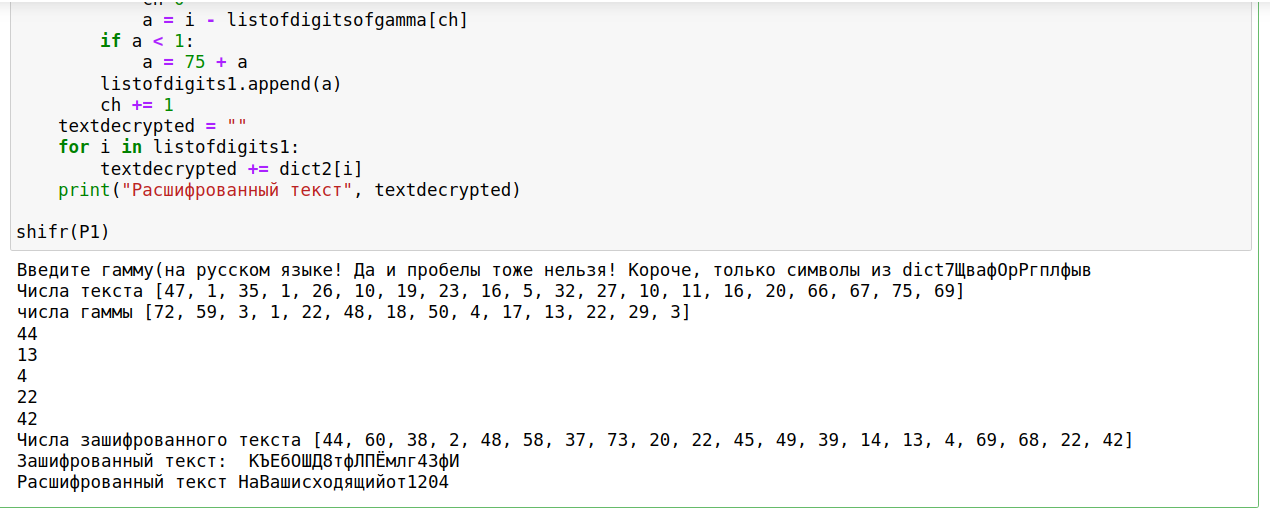 a = i - listofdigitsofgamma[ch]
if a < 1:
a = 75 + a
listofdigits1.append(a)
ch += 1
textdecrypted = ""
for i in listofdigits1:
textdecrypted += dict2[i]
print("Расшифрованный текст", textdecrypted)
shifr(P1)
Введите гамму(на русском языке! Да и пробелы тоже нельзя! Короче, только символы из dict7ЩвафОрРгплфыв
Числа текста [47, 1, 35, 1, 26, 10, 19, 23, 16, 5, 32, 27, 10, 11, 16, 20, 66, 67, 75, 69]
числа гаммы [72, 59, 3, 1, 22, 48, 18, 50, 4, 17, 13, 22, 29, 3]
44
13
4
22
42
Числа зашифрованного текста [44, 60, 38, 2, 48, 58, 37, 73, 20, 22, 45, 49, 39, 14, 13, 4, 69, 68, 22, 42]
Зашифрованный текст:  КЪЕбОШД8тфЛПЁмлг43фИ
Расшифрованный текст НаВашисходящийот1204